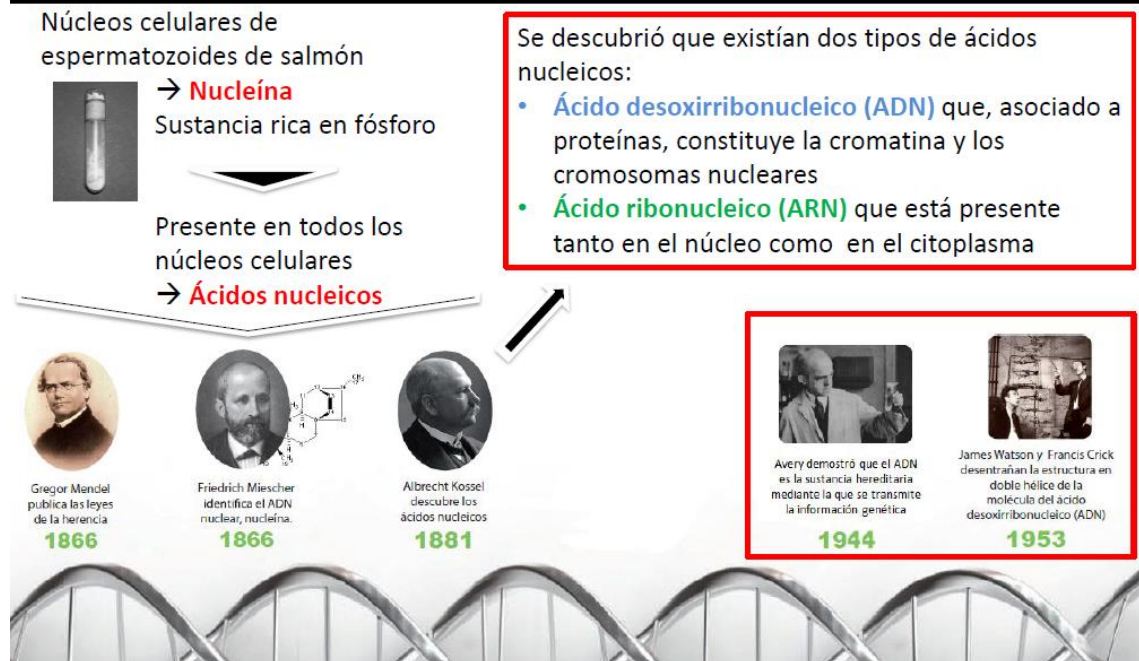 Núcleos celulares de
espermatozoides de salmón
→ Nucleína
Sustancia rica en fósforo
Presente en todos los
núcleos celulares
→ Ácidos nucleicos
Se descubrió que existían dos tipos de ácidos
nucleicos:
• Ácido desoxirribonucleico (ADN) que, asociado a
proteínas, constituye la cromatina y los
cromosomas nucleares
• Ácido ribonucleico (ARN) que está presente
tanto en el núcleo como en el citoplasma
Gregor Mendel
publica las leyes
de la herencia
1866
Friedrich Miescher
identifica el ADN
nuclear, nucleína.
1866
Albrecht Kossel
descubre los
ácidos nucleicos
1881
Avery demostró que el ADN
es la sustancia hereditaria
mediante la que se transmite
la información genética
1944
James Watson y Francis Crick
desentrañan la estructura en
doble hélice de la
molécula del ácido
desoxirribonucleico (ADN)
1953